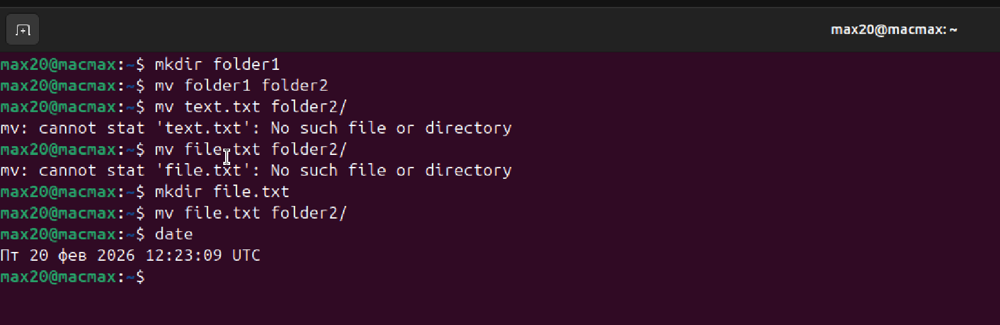 max20@macmax: ~
max20@macmax:~$ mkdir folder1
max20@macmax:~$ mv folder1 folder2
max20@macmax:~$ mv text.txt folder2/
mv: cannot stat 'text.txt': No such file or directory
max20@macmax:~$ mv file.txt folder2/
mv: cannot stat 'file.txt': No such file or directory
max20@macmax:~$ mkdir file.txt
max20@macmax:~$ mv file.txt folder2/
max20@macmax:~$ date
Пт 20 фев 2026 12:23:09 UTC
max20@macmax:~$